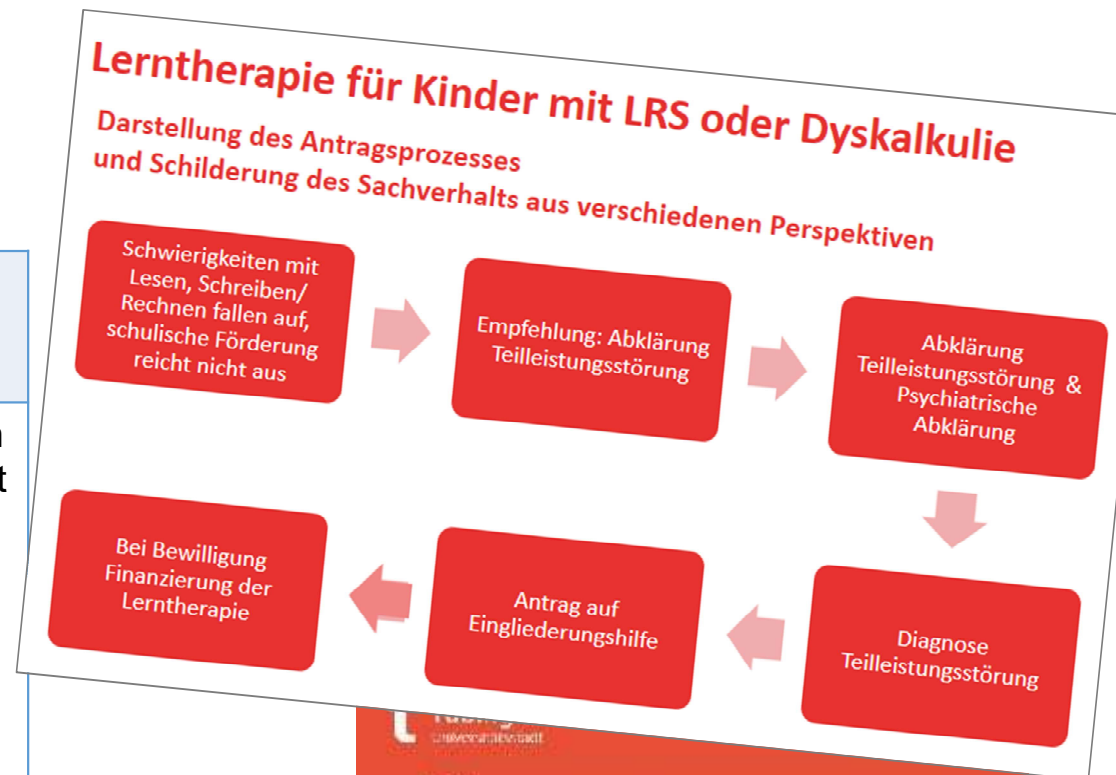 Lerntherapie für Kinder mit LRS oder Dyskalkulie
Darstellung des Antragsprozesses
und Schilderung des Sachverhalts aus verschiedenen Perspektiven
Schwierigkeiten mit
Lesen, Schreiben/
Rechnen fallen auf,
schulische Förderung
reicht nicht aus
Empfehlung: Abklärung
Teilleistungsstörung
Abklärung
Teilleistungsstörung &
Psychiatrische
Abklärung
Diagnose
Teilleistungsstörung
Antrag auf
Eingliederungshilfe
Bei Bewilligung
Finanzierung der
Lerntherapie
Universitätsstadt